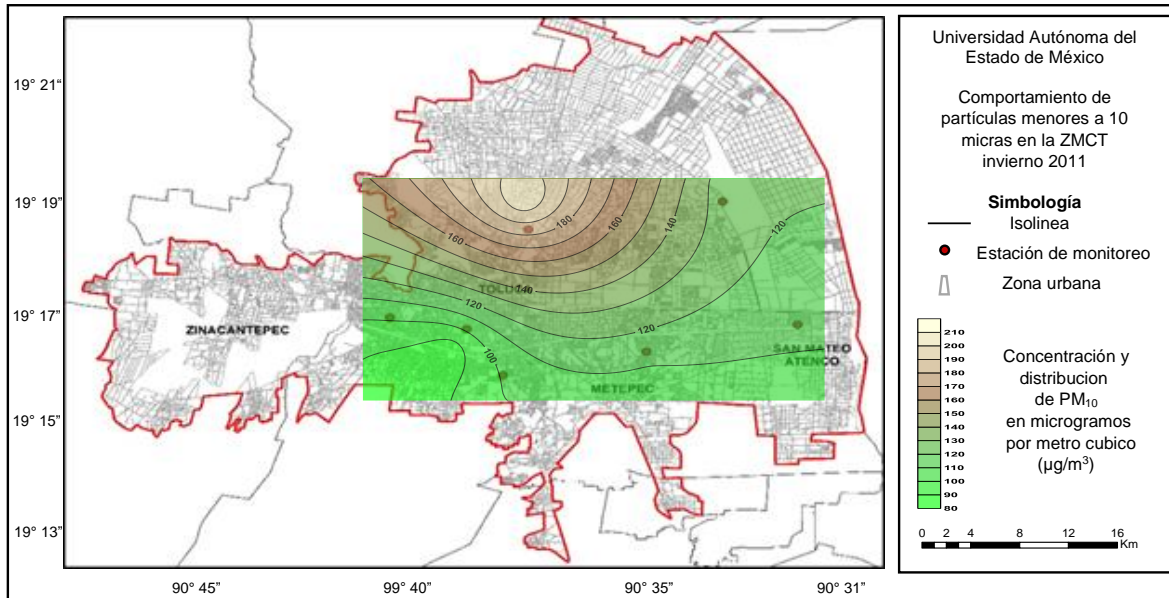 19° 21“
19° 19”
19° 17”
19° 15”
19° 13”
90° 45”
99° 40”
90° 35”
90° 31”
180
160
160
140
120
140
TOLUC
120
120
100
ZINACANTEPEC
SAN MATEO
ATENCO
METEPEC
Universidad Autónoma del
Estado de México
Comportamiento de
partículas menores a 10
micras en la ZMCT
invierno 2011
Simbología
Isolinea
Estación de monitoreo
Zona urbana
210
200
190
180
170
160
150
140
130
120
110
100
90
80
Concentración y
distribucion
de PM₁₀
en microgramos
por metro cubico
(µg/m³)
0 2 4 8 12 16
Km